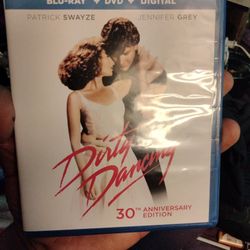 BLU-RAY + DVD + DIGITAL
PATRICK SWAYZE JENNIFER GREY
Dirty
Dancing
30TH ANNIVERSARY
EDITION